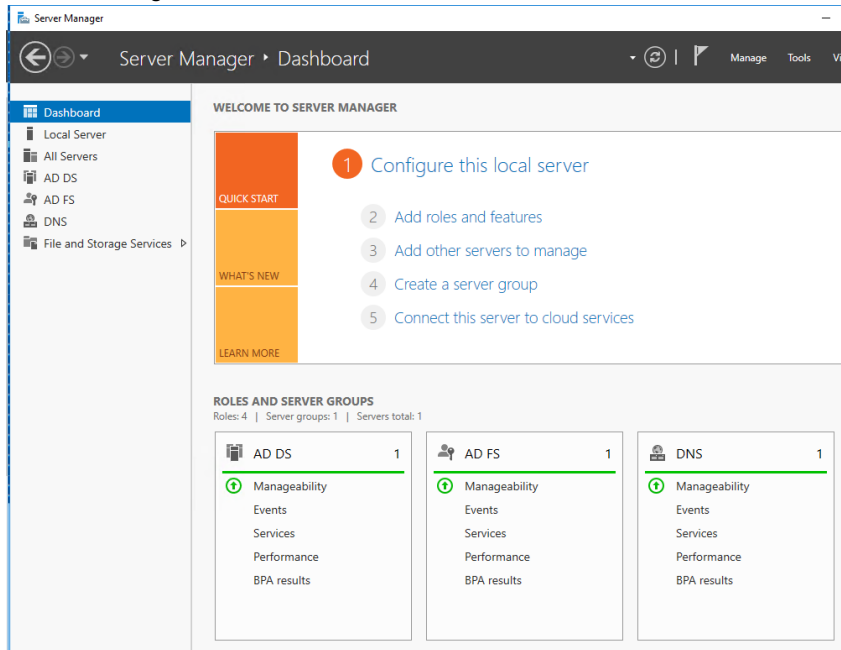 Server Manager
Server Manager • Dashboard
Manage Tools Vi
Dashboard
Local Server
All Servers
AD DS
AD FS
DNS
File and Storage Services
WELCOME TO SERVER MANAGER
QUICK START
WHAT'S NEW
LEARN MORE
1 Configure this local server
2 Add roles and features
3 Add other servers to manage
4 Create a server group
5 Connect this server to cloud services
ROLES AND SERVER GROUPS
Roles: 4 | Server groups: 1 | Servers total: 1
AD DS 1
Manageability
Events
Services
Performance
BPA results
AD FS 1
Manageability
Events
Services
Performance
BPA results
DNS 1
Manageability
Events
Services
Performance
BPA results